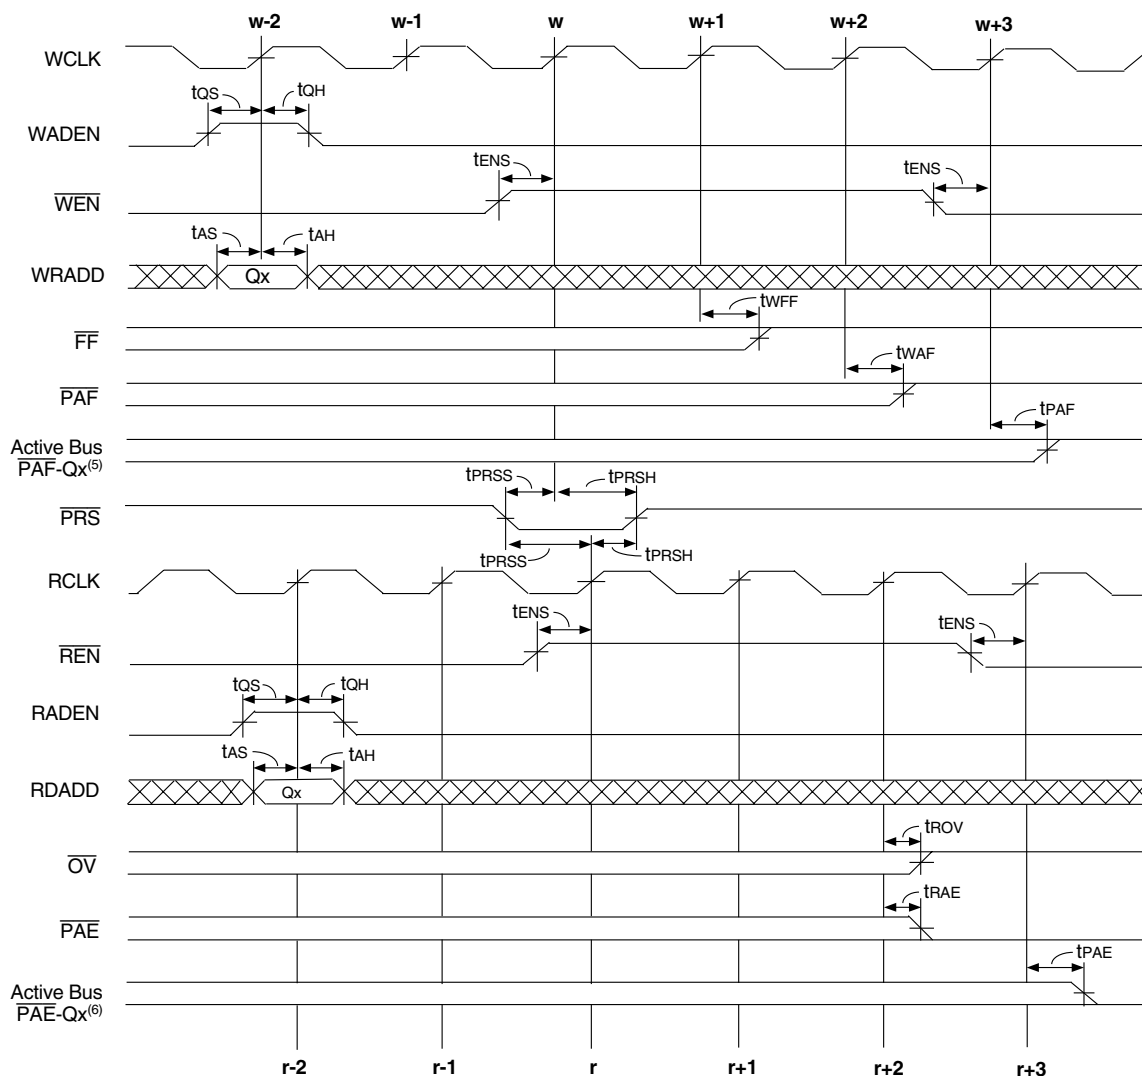 w-2 w-1 w w+1 w+2 w+3
WCLK
tQS tQH
WADEN
tENS tENS
WEN
tAS tAH
WRADD Qx
tWFF
FF
tWAF
PAF
tPAF
Active Bus
PAF-Qx(5)
tPRSS tPRSH
PRS
tPRSS tPRSH
RCLK
tENS tENS
REN
tQS tQH
RADEN
tAS tAH
RDADD Qx
tROV
OV
tRAE
PAE
tPAE
Active Bus
PAE-Qx(6)
r-2 r-1 r r+1 r+2 r+3